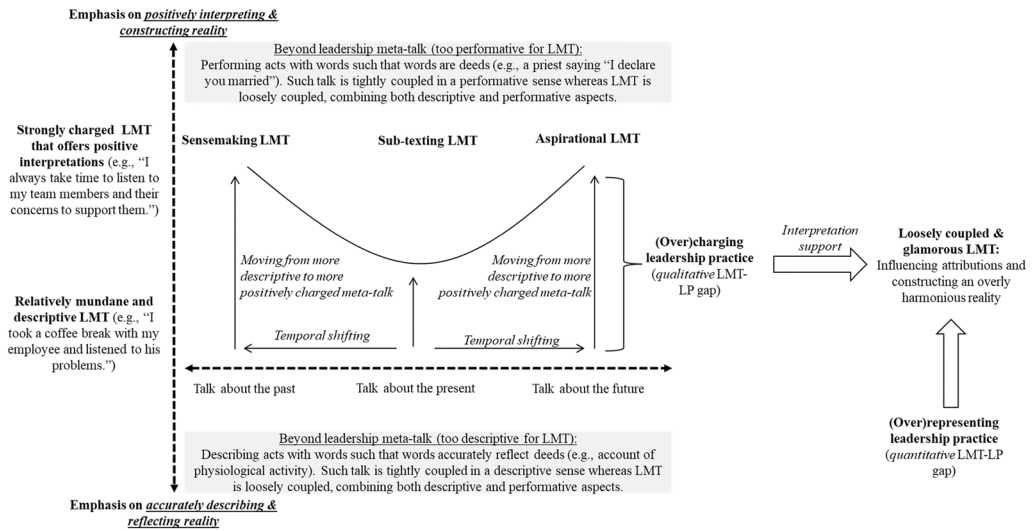 Emphasis on positively interpreting &
constructing reality
Beyond leadership meta-talk (too performative for LMT):
Performing acts with words such that words are deeds (e.g., a priest saying “I declare
you married”). Such talk is tightly coupled in a performative sense whereas LMT is
loosely coupled, combining both descriptive and performative aspects.
Strongly charged LMT
that offers positive
interpretations (e.g., “I
always take time to listen to
my team members and their
concerns to support them.”)
Relatively mundane and
descriptive LMT (e.g., “I
took a coffee break with my
employee and listened to his
problems.”)
Sensemaking LMT
Sub-texting LMT
Aspirational LMT
Moving from more
descriptive to more
positively charged meta-talk
Moving from more
descriptive to more
positively charged meta-talk
Temporal shifting
Temporal shifting
Talk about the past
Talk about the present
Talk about the future
(Over)charging
leadership practice
(qualitative LMT-
LP gap)
Interpretation
support
Loosely coupled &
glamorous LMT:
Influencing attributions and
constructing an overly
harmonious reality
(Over)representing
leadership practice
(quantitative LMT-LP
gap)
Beyond leadership meta-talk (too descriptive for LMT):
Describing acts with words such that words accurately reflect deeds (e.g., account of
physiological activity). Such talk is tightly coupled in a descriptive sense whereas LMT
is loosely coupled, combining both descriptive and performative aspects.
Emphasis on accurately describing &
reflecting reality